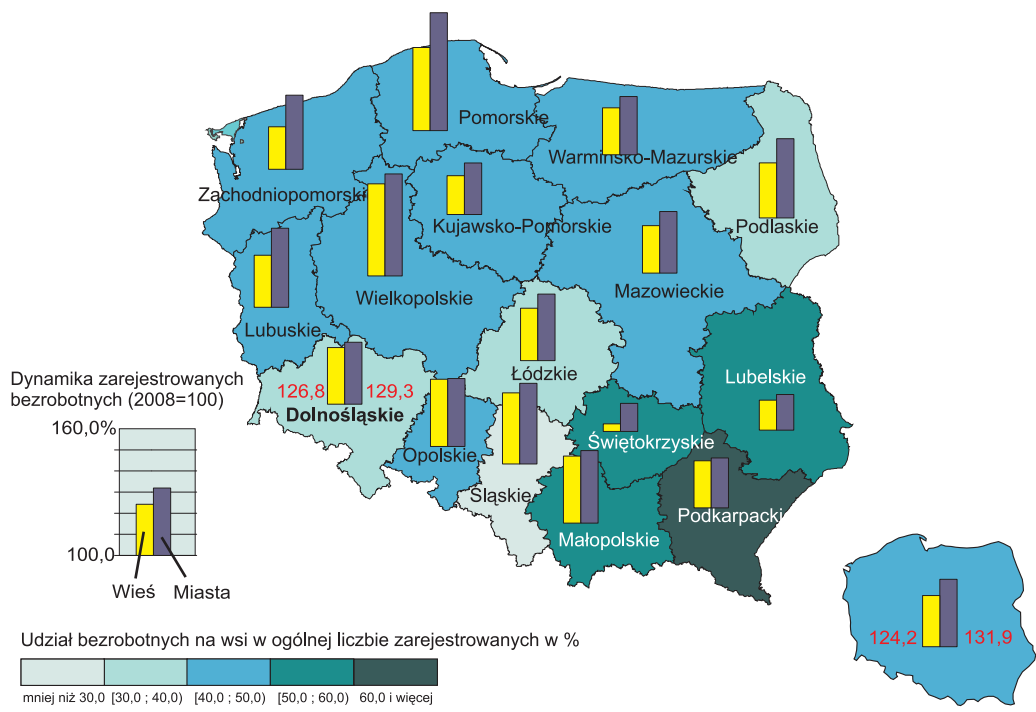 Pomorskie
Warmińsko-Mazurskie
Zachodniopomorski
Podlaskie
Kujawsko-Pomorskie
Wielkopolskie
Mazowieckie
Lubuskie
Łódzkie
Lubelskie
126,8
129,3
Dolnośląskie
Świętokrzyskie
Opolskie
Śląskie
Małopolskie
Podkarpacki
Dynamika zarejestrowanych
bezrobotnych (2008=100)
160,0%
100,0
Wieś
Miasta
124,2
131,9
Udział bezrobotnych na wsi w ogólnej liczbie zarejestrowanych w %
mniej niż 30,0 [30,0 ; 40,0) [40,0 ; 50,0) [50,0 ; 60,0) 60,0 i więcej